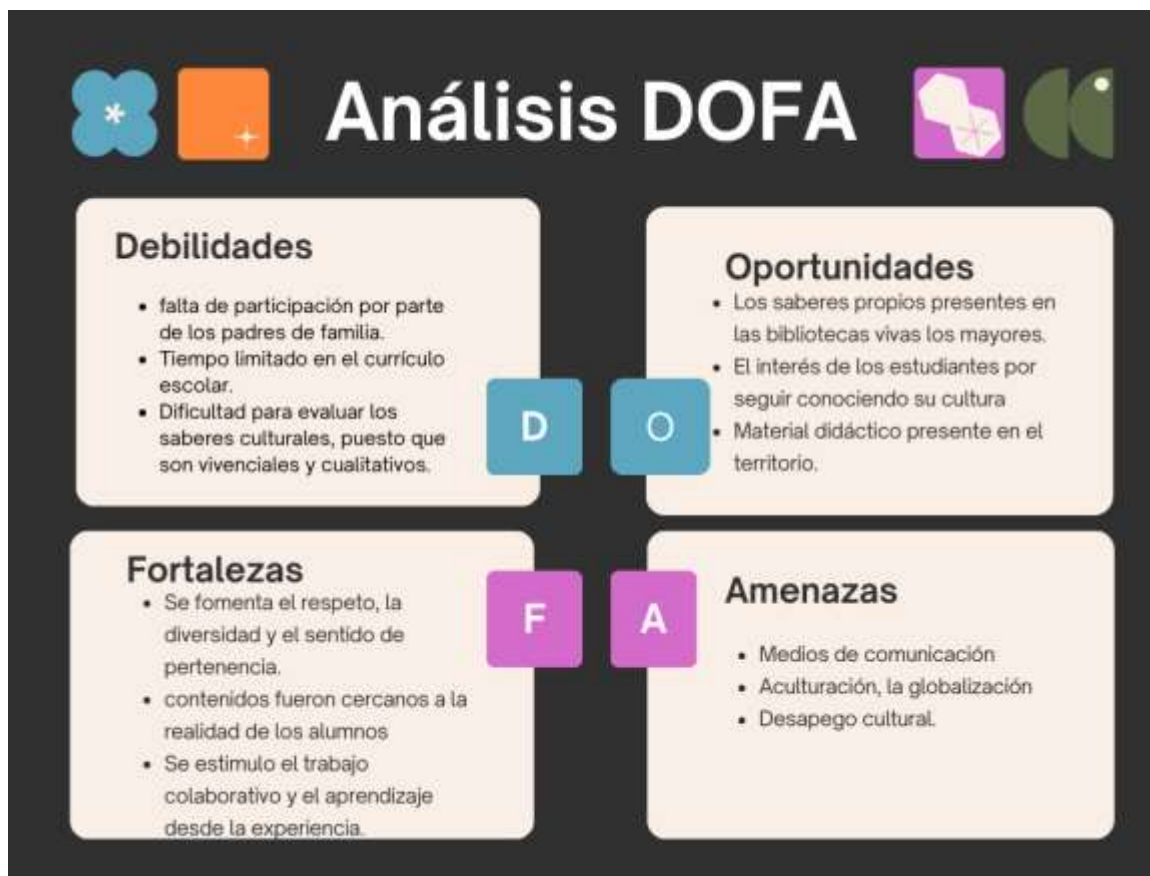 Análisis DOFA
Debilidades
• falta de participación por parte
de los padres de familia.
• Tiempo limitado en el currículo
escolar.
• Dificultad para evaluar los
saberes culturales, puesto que
son vivenciales y cualitativos.
D
O
Oportunidades
• Los saberes propios presentes en
las bibliotecas vivas los mayores.
• El interés de los estudiantes por
seguir conociendo su cultura
• Material didáctico presente en el
territorio.
Fortalezas
• Se fomenta el respeto, la
diversidad y el sentido de
pertenencia.
• contenidos fueron cercanos a la
realidad de los alumnos
• Se estimulo el trabajo
colaborativo y el aprendizaje
desde la experiencia.
F
A
Amenazas
• Medios de comunicación
• Aculturación, la globalización
• Desapego cultural.